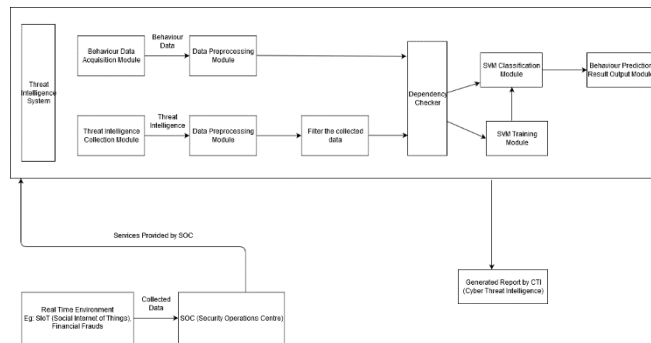 Threat
Intelligence
System
Behaviour Data
Acquisition Module
Behaviour
Data
Data Preprocessing
Module
Threat Intelligence
Collection Module
Threat
Intelligence
Data Preprocessing
Module
Filter the collected
data
Dependency
Checker
SVM Classification
Module
SVM Training
Module
Behaviour Prediction
Result Output Module
Services Provided by SOC
Real Time Environment
Eg: SIoT (Social Internet of Things),
Financial Frauds
Collected
Data
SOC (Security Operations Centre)
Generated Report by CTI
(Cyber Threat Intelligence)